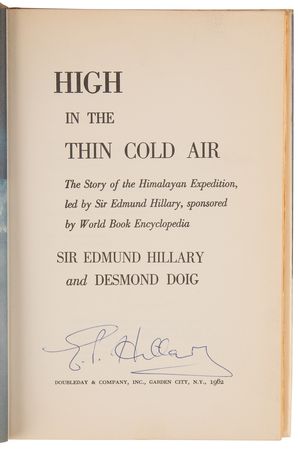 HIGH
IN THE
THIN COLD AIR
The Story of the Himalayan Expedition,
led by Sir Edmund Hillary, sponsored
by World Book Encyclopedia
SIR EDMUND HILLARY
and DESMOND DOIG
E.P. Hillary
DOUBLEDAY & COMPANY, INC., GARDEN CITY, N.Y., 1962